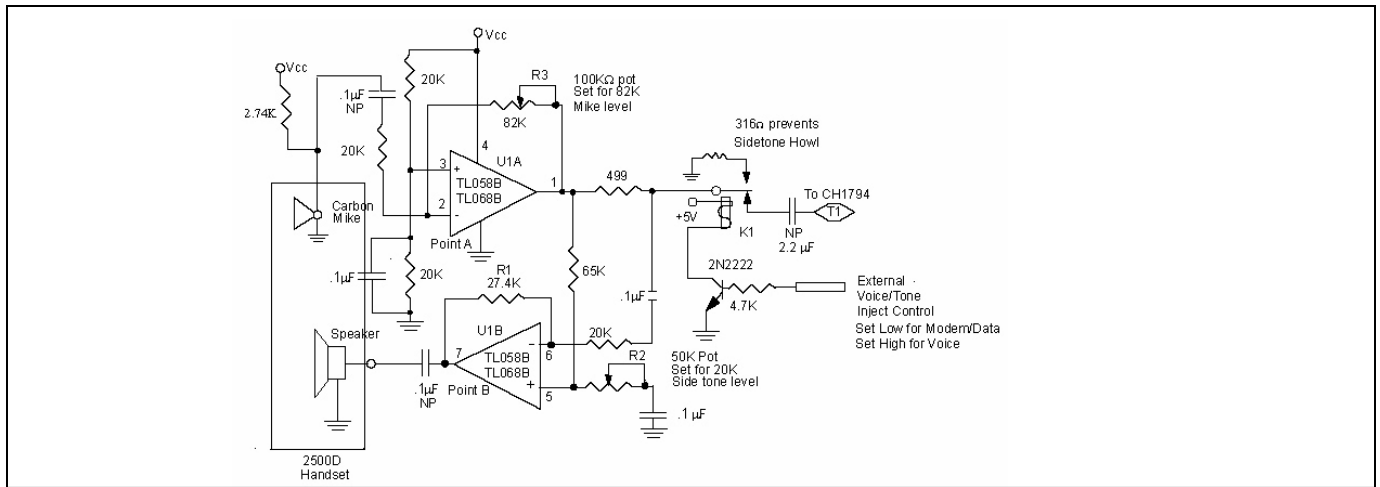 Vcc
Vcc
2.74K
.1µF
NP
20K
20K
R3
82K
100KΩ pot
Set for 82K
Mike level
4
3
+
U1A
TL058B
TL068B
2
-
1
Point A
Carbon
Mike
499
316Ω prevents
Sidetone Howl
To CH1794
T1
+5V
K1
NP
2.2 µF
.1µF
20K
R1
27.4K
65K
.1µF
2N2222
4.7K
External
Voice/Tone
Inject Control
Set Low for Modem/Data
Set High for Voice
Speaker
U1B
7
TL058B
TL068B
-
6
+
5
20K
R2
50K Pot
Set for 20K
Side tone level
.1µF
NP
Point B
.1 µF
2500D
Handset